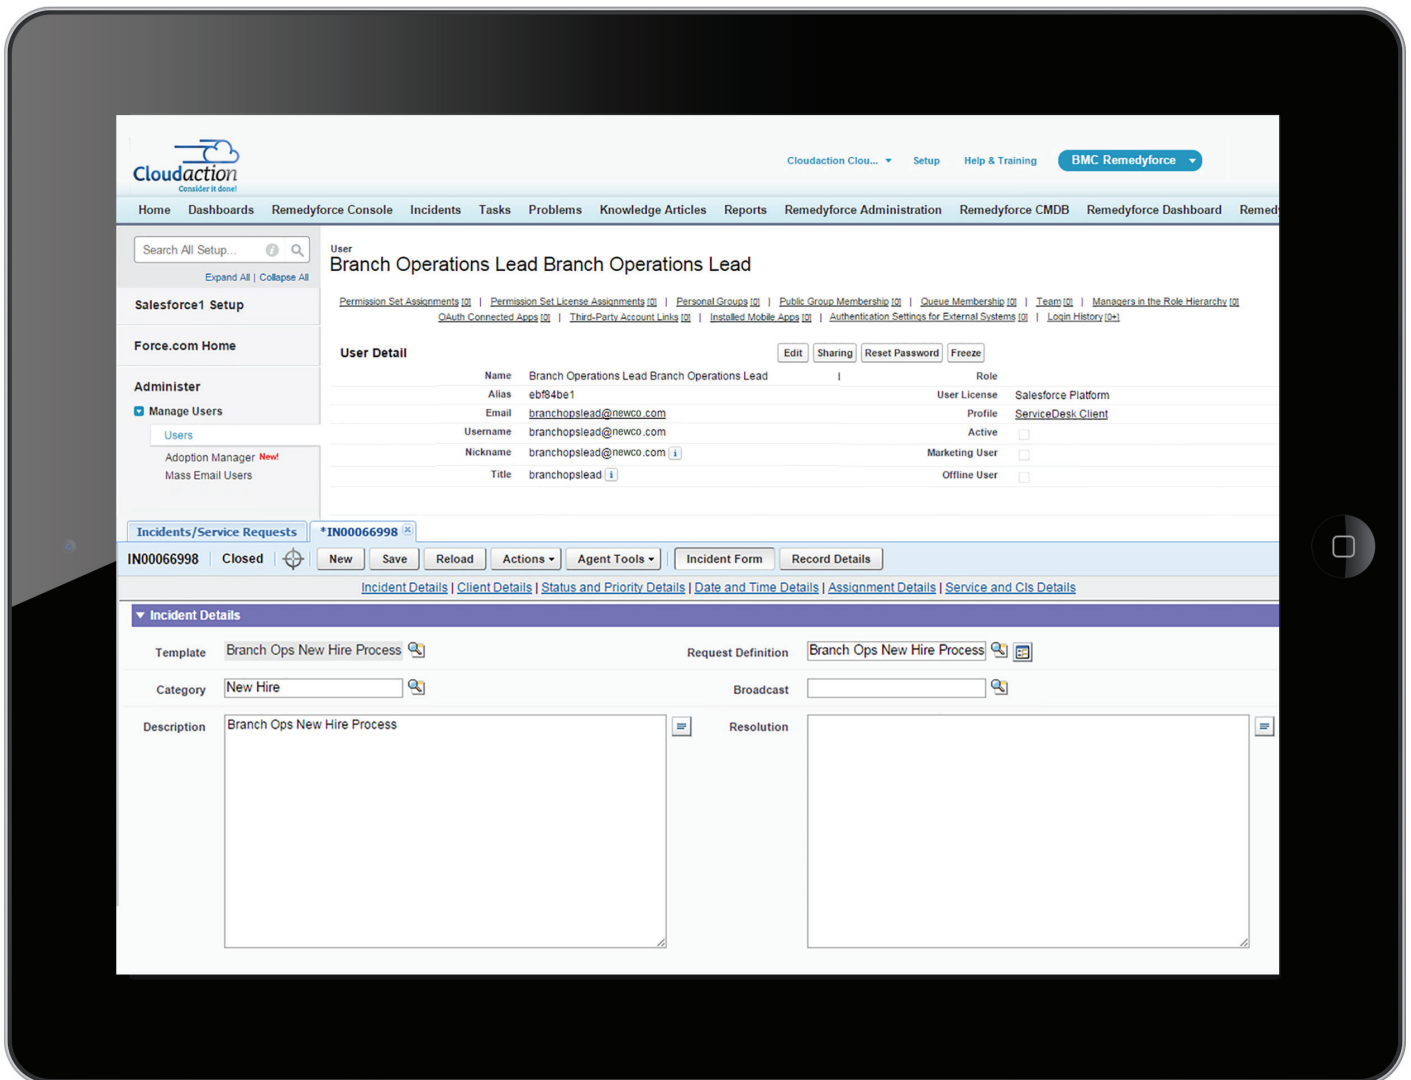 Cloudaction
Consider it done!
Cloudaction Clou... Setup Help & Training BMC Remedyforce
Home Dashboards Remedyforce Console Incidents Tasks Problems Knowledge Articles Reports Remedyforce Administration Remedyforce CMDB Remedyforce Dashboard Remedy
Search All Setup...
Expand All | Collapse All
Salesforce1 Setup
Force.com Home
Administer
Manage Users
Users
Adoption Manager New!
Mass Email Users
User
Branch Operations Lead Branch Operations Lead
Permission Set Assignments [0] | Permission Set License Assignments [0] | Personal Groups [0] | Public Group Membership [0] | Queue Membership [0] | Team [0] | Managers in the Role Hierarchy [0]
OAuth Connected Apps [0] | Third-Party Account Links [0] | Installed Mobile Apps [0] | Authentication Settings for External Systems [0] | Login History [0+]
User Detail Edit Sharing Reset Password Freeze
Name Branch Operations Lead Branch Operations Lead Role
Alias ebf84be1 User License Salesforce Platform
Email branchopslead@newco.com Profile ServiceDesk Client
Username branchopslead@newco.com Active
Nickname branchopslead@newco.com i Marketing User
Title branchopslead i Offline User
Incidents/Service Requests *IN00066998
IN00066998 Closed New Save Reload Actions Agent Tools Incident Form Record Details
Incident Details | Client Details | Status and Priority Details | Date and Time Details | Assignment Details | Service and CIs Details
Incident Details
Template Branch Ops New Hire Process Request Definition Branch Ops New Hire Process
Category New Hire Broadcast
Description Branch Ops New Hire Process Resolution